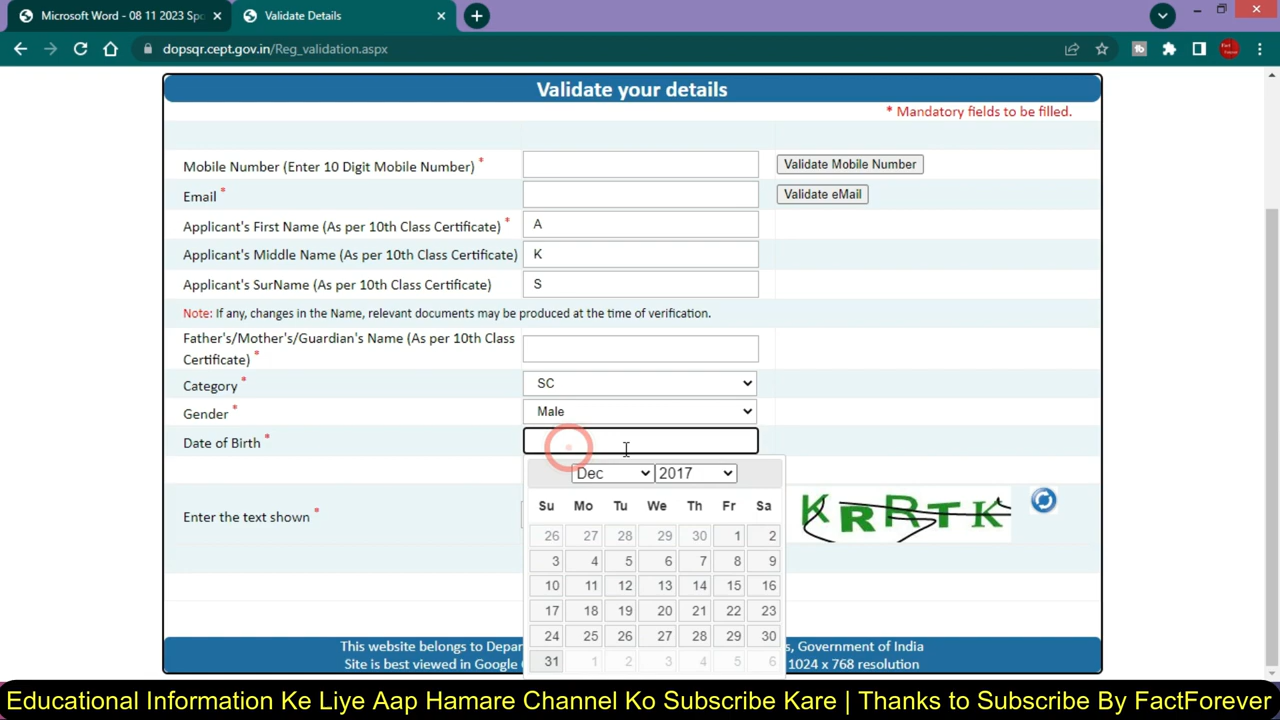 Microsoft Word - 08 11 2023 Spo
Validate Details
dopsqr.cept.gov.in/Reg_validation.aspx
Validate your details
* Mandatory fields to be filled.
Mobile Number (Enter 10 Digit Mobile Number) *
Validate Mobile Number
Email *
Validate eMail
Applicant's First Name (As per 10th Class Certificate) *
A
Applicant's Middle Name (As per 10th Class Certificate)
K
Applicant's SurName (As per 10th Class Certificate)
S
Note: If any, changes in the Name, relevant documents may be produced at the time of verification.
Father's/Mother's/Guardian's Name (As per 10th Class
Certificate) *
Category *
SC
Gender *
Male
Date of Birth *
Dec 2017
Su Mo Tu We Th Fr Sa
26 27 28 29 30 1 2
3 4 5 6 7 8 9
10 11 12 13 14 15 16
17 18 19 20 21 22 23
24 25 26 27 28 29 30
31 1 2 3 4 5 6
Enter the text shown *
KRRTK
This website belongs to Depar
s, Government of India
Site is best viewed in Google (
1024 x 768 resolution
Educational Information Ke Liye Aap Hamare Channel Ko Subscribe Kare | Thanks to Subscribe By FactForever